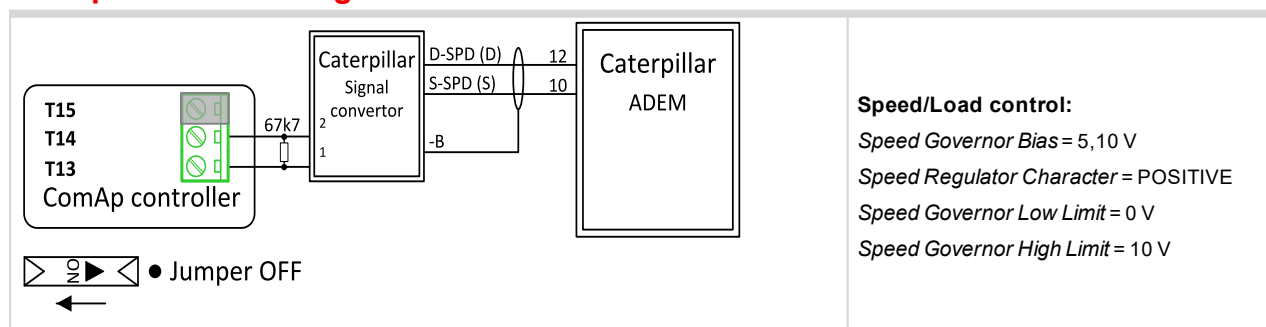 T15
T14
T13
ComAp controller
67k7
2
1
Caterpillar
Signal
convertor
D-SPD (D)
S-SPD (S)
-B
12
10
Caterpillar
ADEM
ON
Jumper OFF
Speed/Load control:
Speed Governor Bias = 5,10 V
Speed Regulator Character = POSITIVE
Speed Governor Low Limit = 0 V
Speed Governor High Limit = 10 V